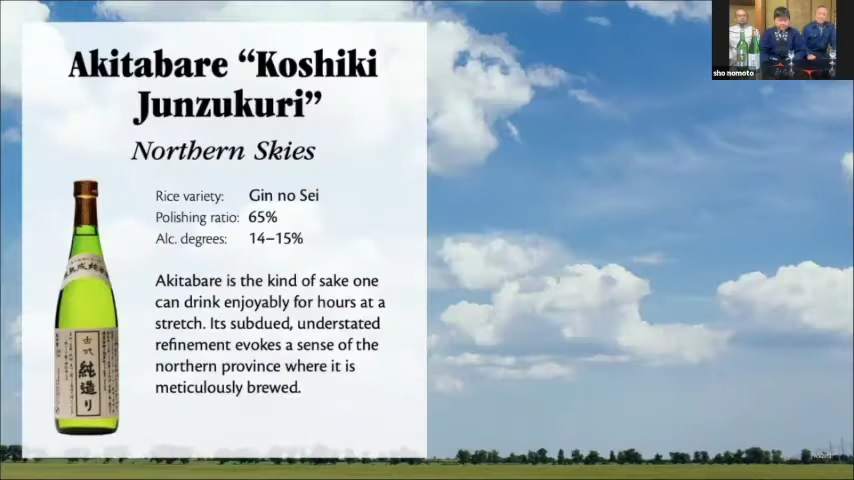 Akitabare “Koshiki
Junzukuri”
Northern Skies
Rice variety: Gin no Sei
Polishing ratio: 65%
Alc. degrees: 14–15%
Akitabare is the kind of sake one
can drink enjoyably for hours at a
stretch. Its subdued, understated
refinement evokes a sense of the
northern province where it is
meticulously brewed.
古式
純造り
sho nomoto